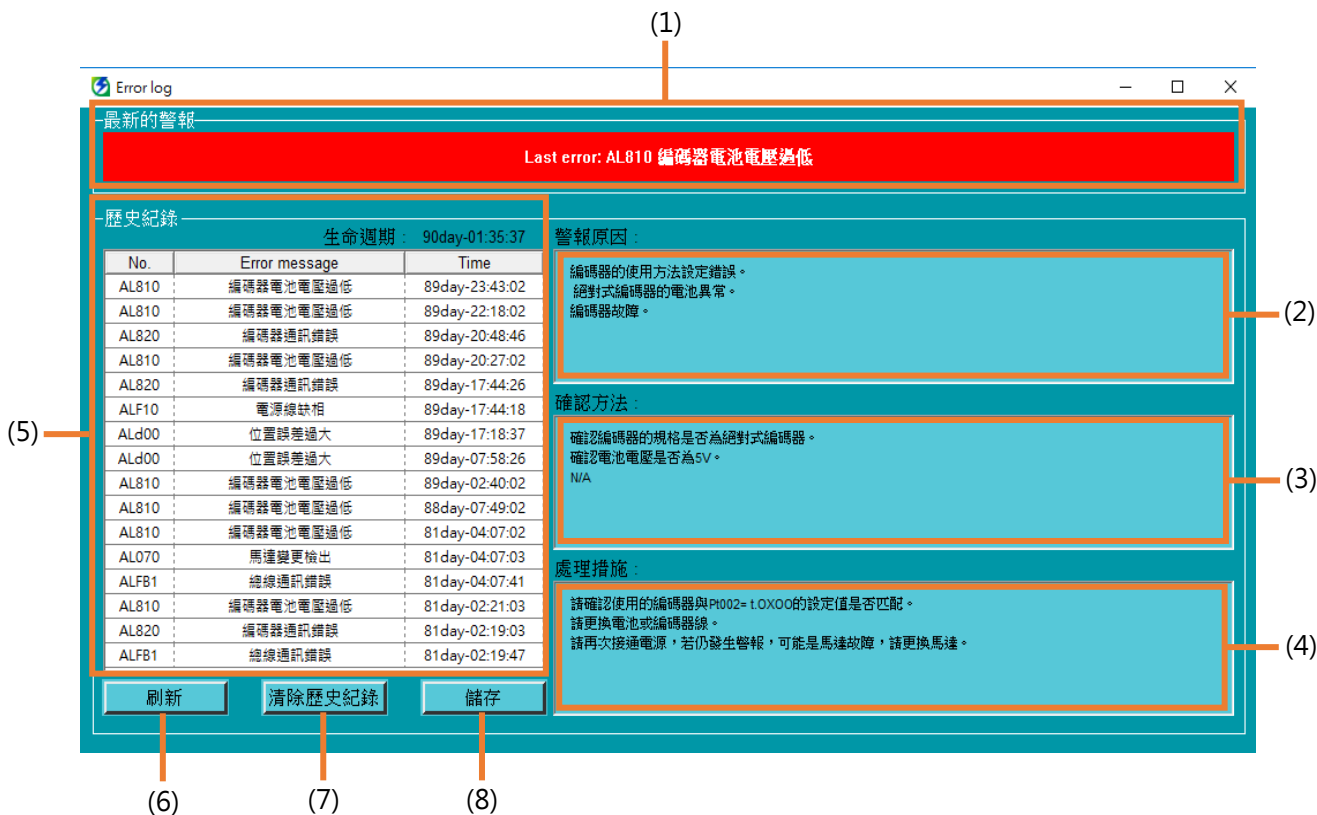 (1)
Error log
最新的警報
Last error: AL810 編碼器電池電壓過低
歷史紀錄
生命週期： 90day-01:35:37
No. Error message Time
AL810 編碼器電池電壓過低 89day-23:43:02
AL810 編碼器電池電壓過低 89day-22:18:02
AL820 編碼器通訊錯誤 89day-20:48:46
AL810 編碼器電池電壓過低 89day-20:27:02
AL820 編碼器通訊錯誤 89day-17:44:26
ALF10 電源線缺相 89day-17:44:18
ALd00 位置誤差過大 89day-17:18:37
ALd00 位置誤差過大 89day-07:58:26
AL810 編碼器電池電壓過低 89day-02:40:02
AL810 編碼器電池電壓過低 88day-07:49:02
AL810 編碼器電池電壓過低 81day-04:07:02
AL070 馬達變更檢出 81day-04:07:03
ALFB1 總線通訊錯誤 81day-04:07:41
AL810 編碼器電池電壓過低 81day-02:21:03
AL820 編碼器通訊錯誤 81day-02:19:03
ALFB1 總線通訊錯誤 81day-02:19:47
(5)
刷新 清除歷史紀錄 儲存
(6) (7) (8)
警報原因：
編碼器的使用方法設定錯誤。
絕對式編碼器的電池異常。
編碼器故障。
(2)
確認方法：
確認編碼器的規格是否為絕對式編碼器。
確認電池電壓是否為5V。
N/A
(3)
處理措施：
請確認使用的編碼器與Pt002= t.OXOO的設定值是否匹配。
請更換電池或編碼器線。
請再次接通電源，若仍發生警報，可能是馬達故障，請更換馬達。
(4)